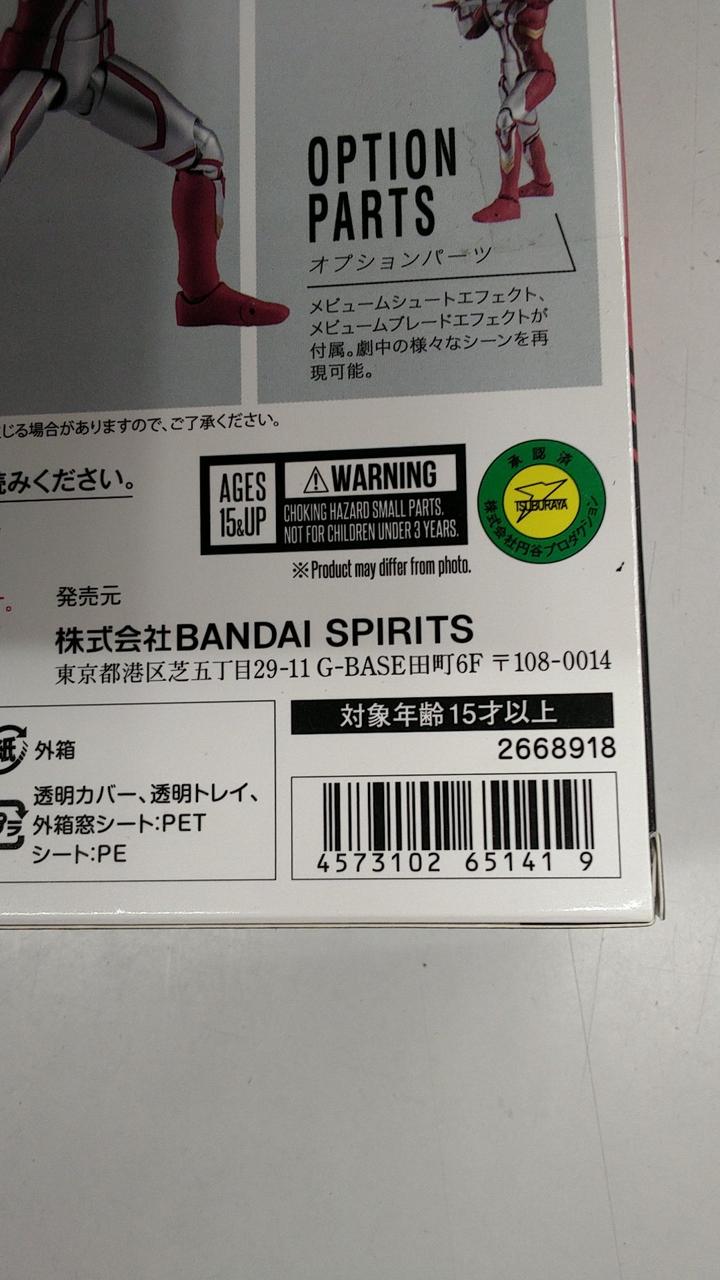 OPTION
PARTS
オプションパーツ
メビュームシュートエフェクト、
メビュームブレードエフェクトが
付属。劇中の様々なシーンを再
現可能。
じる場合がありますので、ご了承ください。
読みください。
AGES
15&UP
⚠WARNING
CHOKING HAZARD SMALL PARTS.
NOT FOR CHILDREN UNDER 3 YEARS.
承認済
TSUBURAYA
株式会社円谷プロダクション
※Product may differ from photo.
。
発売元
株式会社BANDAI SPIRITS
東京都港区芝五丁目29-11 G-BASE田町6F 〒108-0014
対象年齢15才以上
2668918
紙 外箱
プラ 透明カバー、透明トレイ、
外箱窓シート:PET
シート:PE
4573102 65141 9